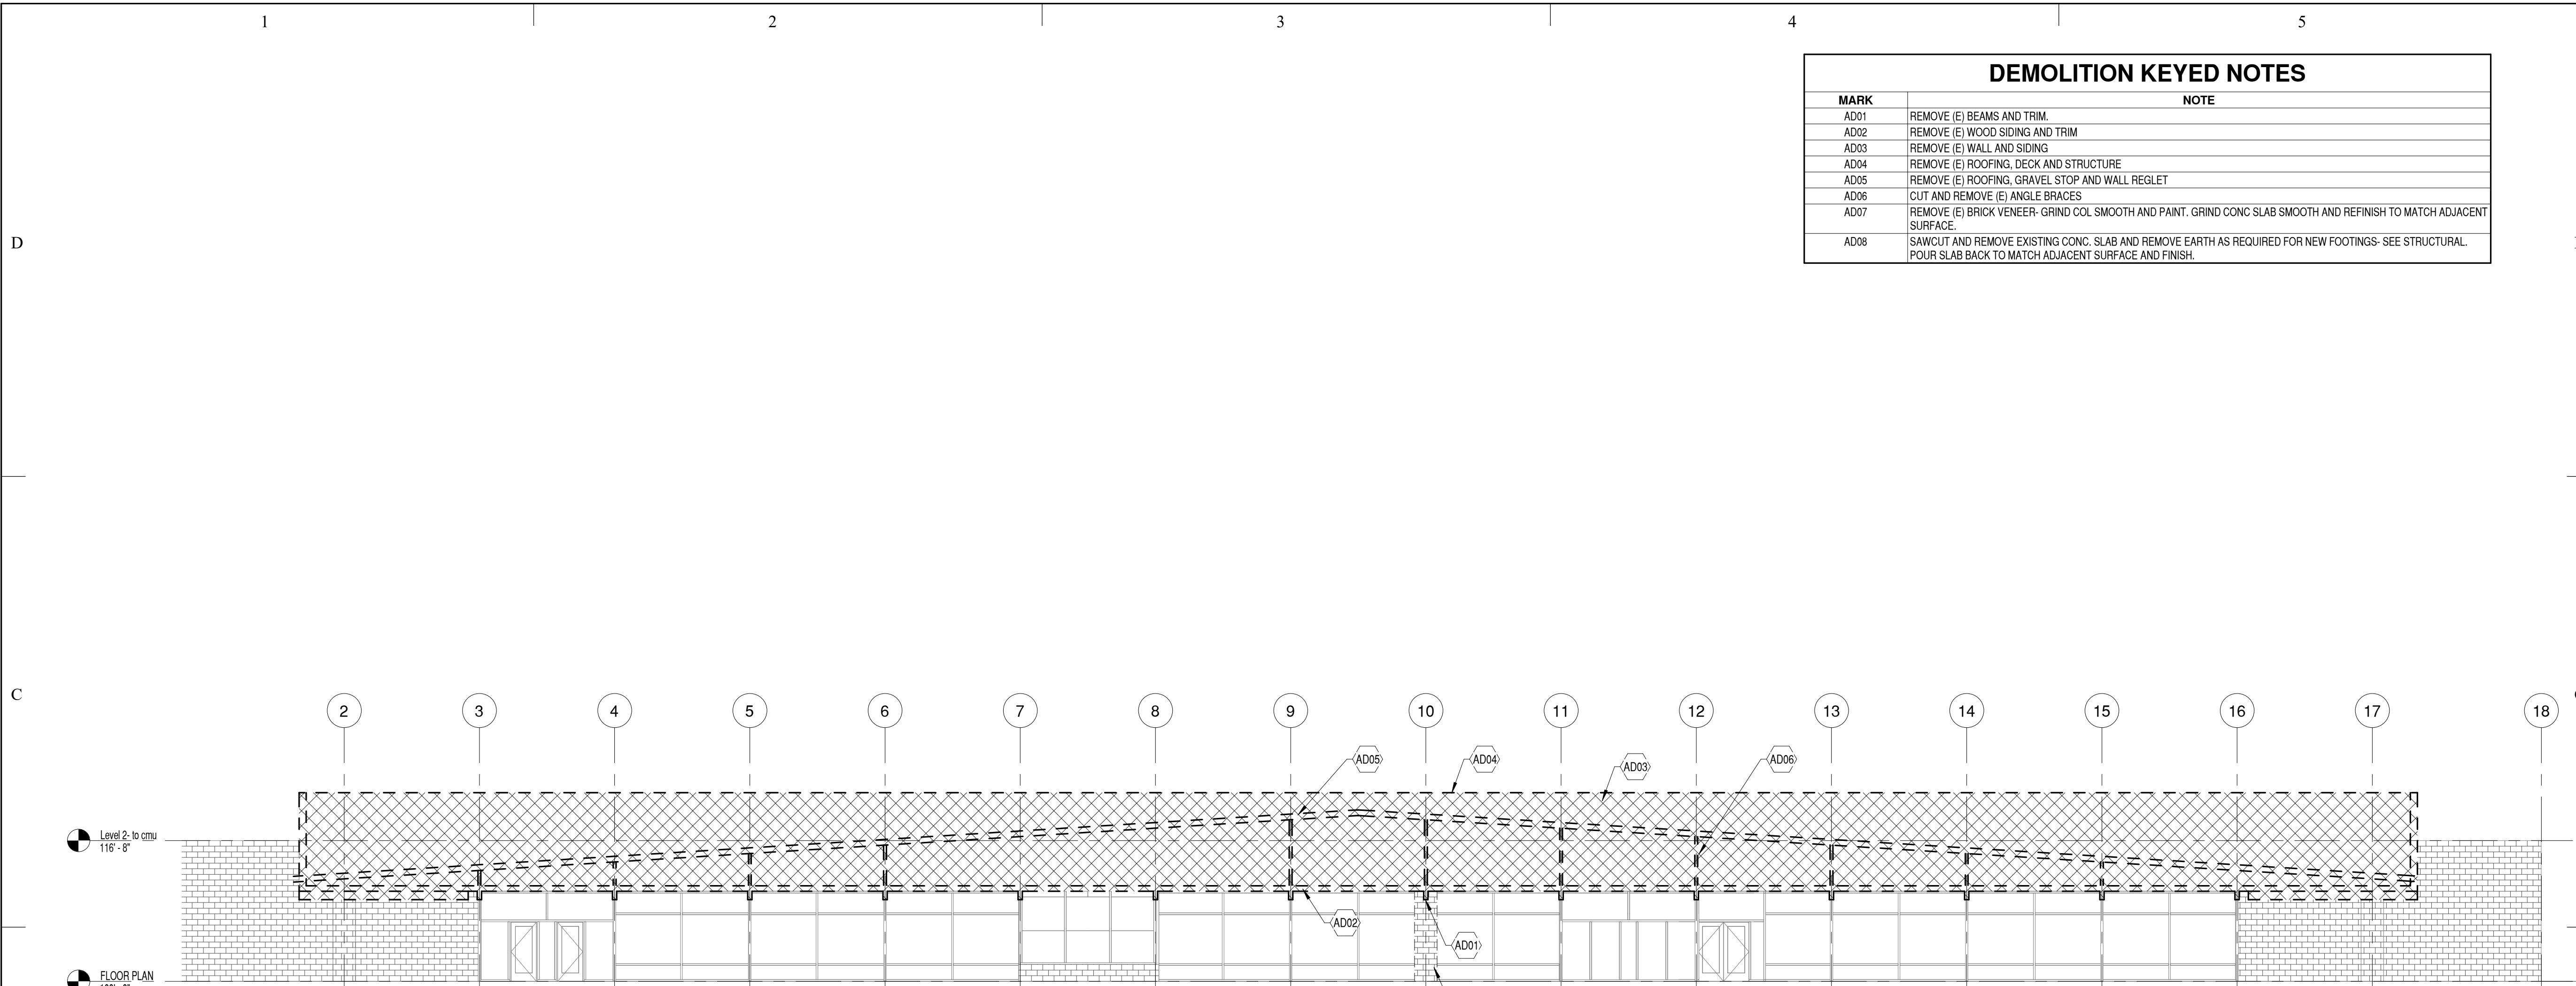 1 2 3 4 5
DEMOLITION KEYED NOTES
MARK NOTE
AD01 REMOVE (E) BEAMS AND TRIM.
AD02 REMOVE (E) WOOD SIDING AND TRIM
AD03 REMOVE (E) WALL AND SIDING
AD04 REMOVE (E) ROOFING, DECK AND STRUCTURE
AD05 REMOVE (E) ROOFING, GRAVEL STOP AND WALL REGLET
AD06 CUT AND REMOVE (E) ANGLE BRACES
AD07 REMOVE (E) BRICK VENEER- GRIND COL SMOOTH AND PAINT. GRIND CONC SLAB SMOOTH AND REFINISH TO MATCH ADJACENT
SURFACE.
AD08 SAWCUT AND REMOVE EXISTING CONC. SLAB AND REMOVE EARTH AS REQUIRED FOR NEW FOOTINGS- SEE STRUCTURAL.
POUR SLAB BACK TO MATCH ADJACENT SURFACE AND FINISH.
D
C
2 3 4 5 6 7 8 9 10 11 12 13 14 15 16 17 18
AD05 AD04 AD03 AD06
Level 2- to cmu
116' - 8"
AD02
AD01
FLOOR PLAN